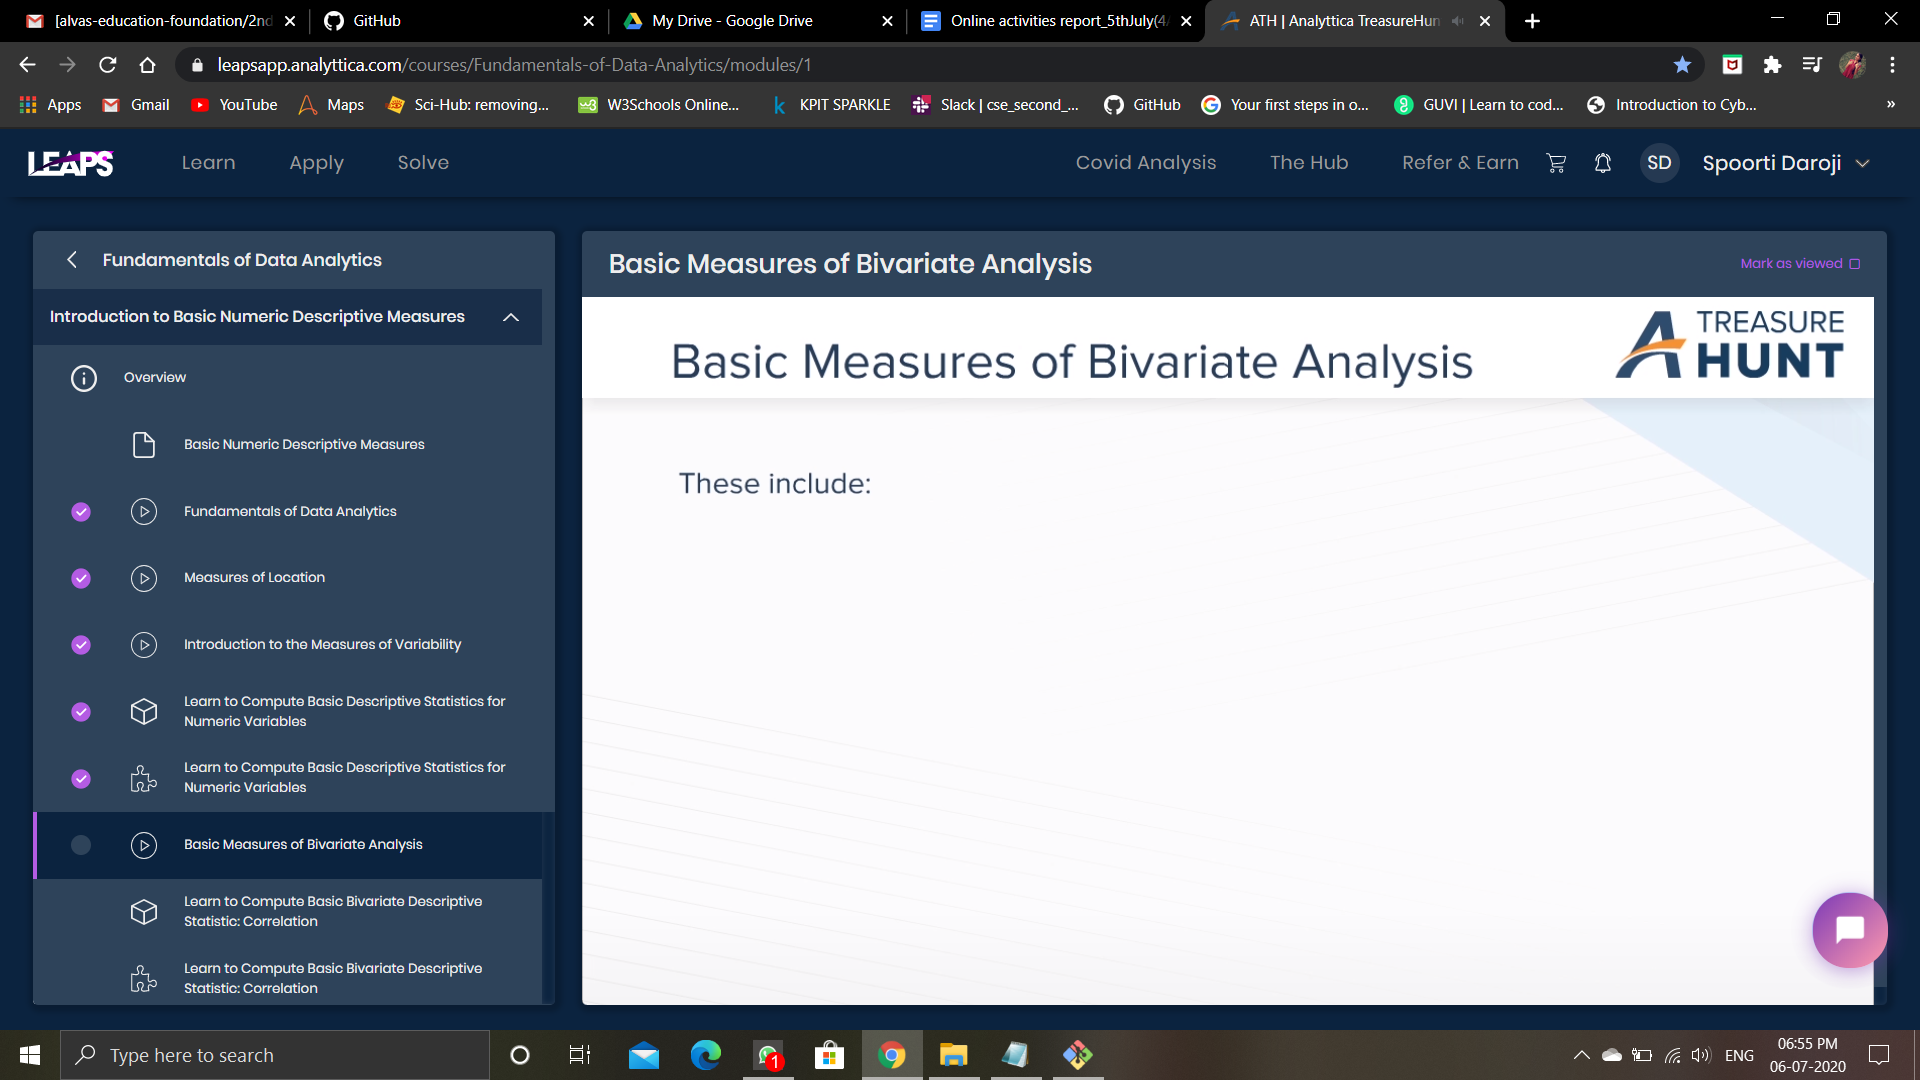 [alvas-education-foundation/2nd
GitHub
My Drive - Google Drive
Online activities report_5thJuly(4
ATH | Analyttica TreasureHun
leapsapp.analyttica.com/courses/Fundamentals-of-Data-Analytics/modules/1
Apps
Gmail
YouTube
Maps
Sci-Hub: removing...
W3Schools Online...
KPIT SPARKLE
Slack | cse_second_...
GitHub
Your first steps in o...
GUVI | Learn to cod...
Introduction to Cyb...
»
LEAPS
Learn
Apply
Solve
Covid Analysis
The Hub
Refer & Earn
SD
Spoorti Daroji
Fundamentals of Data Analytics
Introduction to Basic Numeric Descriptive Measures
Overview
Basic Numeric Descriptive Measures
Fundamentals of Data Analytics
Measures of Location
Introduction to the Measures of Variability
Learn to Compute Basic Descriptive Statistics for
Numeric Variables
Learn to Compute Basic Descriptive Statistics for
Numeric Variables
Basic Measures of Bivariate Analysis
Learn to Compute Basic Bivariate Descriptive
Statistic: Correlation
Learn to Compute Basic Bivariate Descriptive
Statistic: Correlation
Basic Measures of Bivariate Analysis
Mark as viewed
Basic Measures of Bivariate Analysis
TREASURE
HUNT
These include:
Type here to search
1
ENG
06:55 PM
06-07-2020